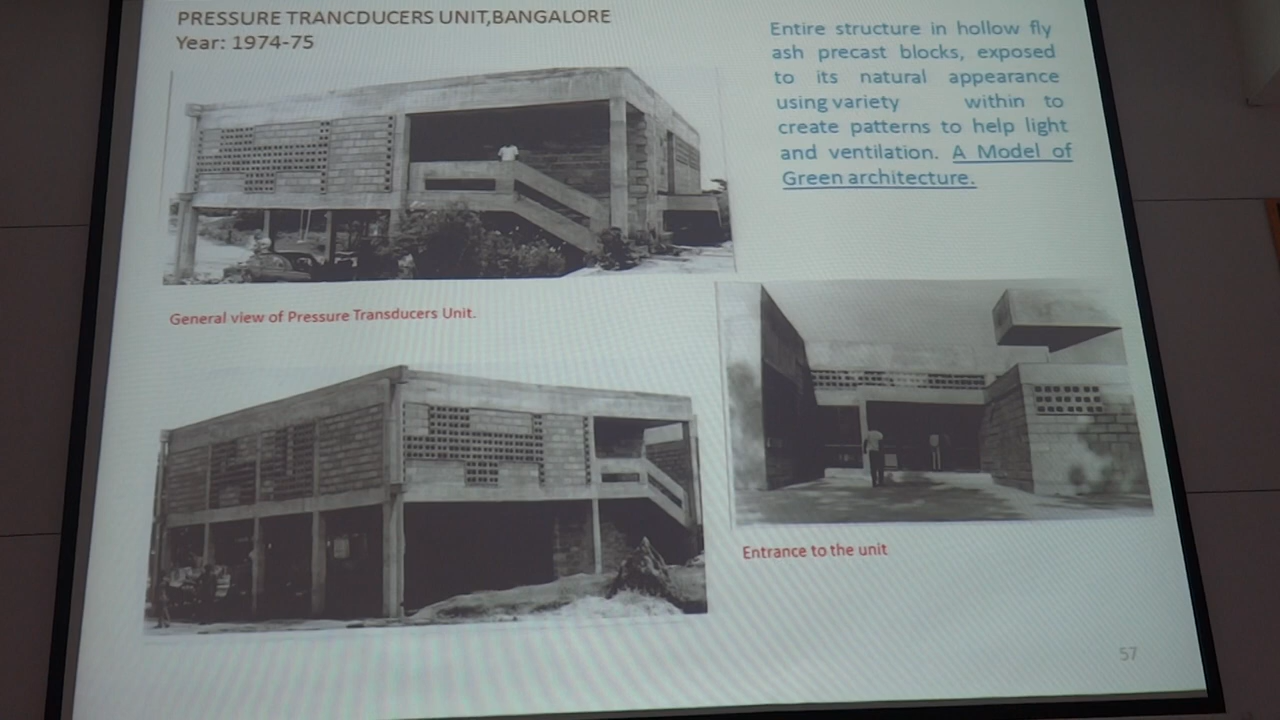 PRESSURE TRANCDUCERS UNIT,BANGALORE
Year: 1974-75
Entire structure in hollow fly
ash precast blocks, exposed
to its natural appearance
using variety within to
create patterns to help light
and ventilation. A Model of
Green architecture.
General view of Pressure Transducers Unit.
Entrance to the unit
57